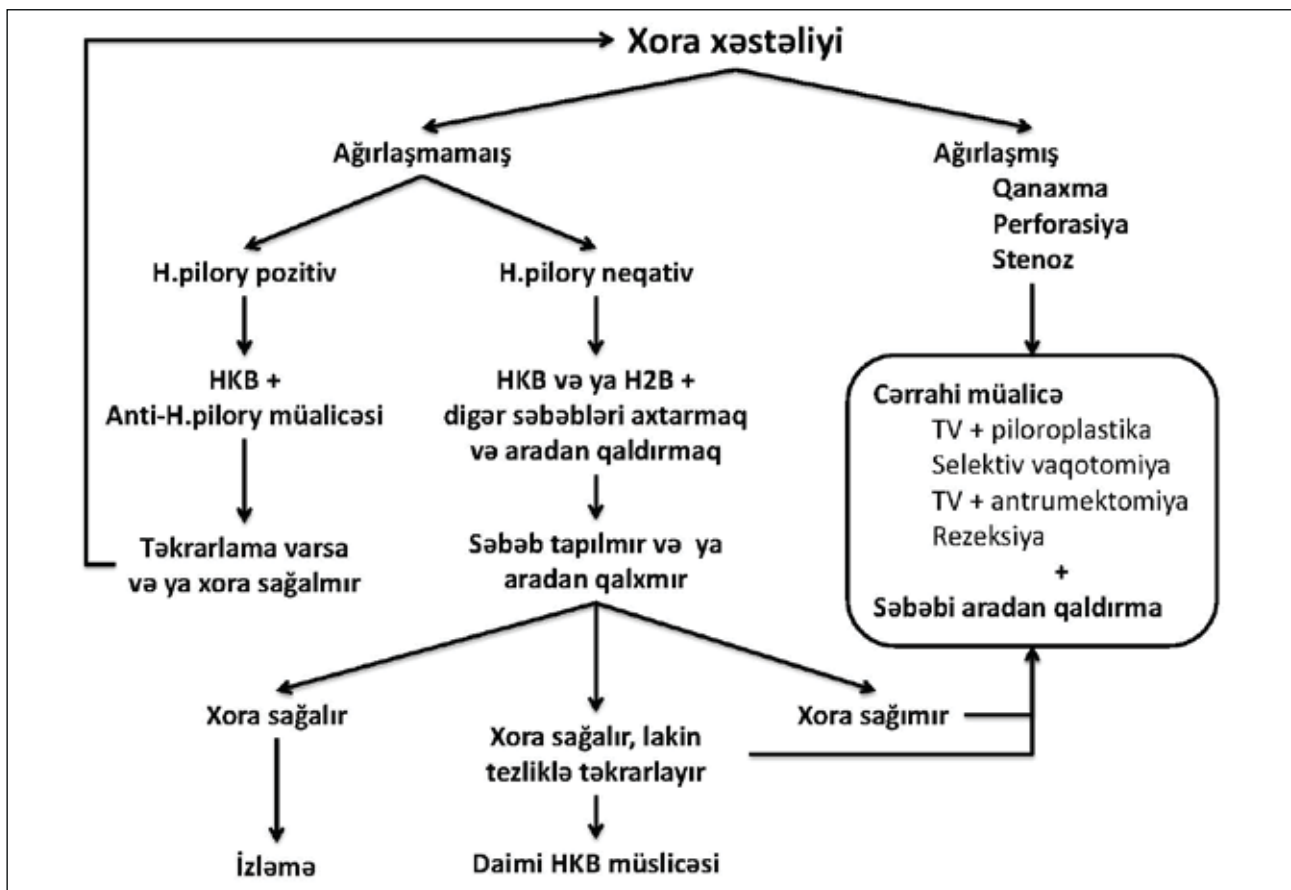 Xora xəstəliyi
Ağırlaşmamaış
Ağırlaşmış
Qanaxma
Perforasiya
Stenoz
H.pilory pozitiv
H.pilory neqativ
HKB +
Anti-H.pilory müalicəsi
HKB və ya H2B +
digər səbəbləri axtarmaq
və aradan qaldırmaq
Cərrahi müalicə
TV + piloroplastika
Selektiv vaqotomiya
TV + antrumektomiya
Rezeksiya
+
Səbəbi aradan qaldırma
Təkrarlama varsa
və ya xora sağalmır
Səbəb tapılmır və ya
aradan qalxmır
Xora sağalır
Xora sağalır, lakin
tezliklə təkrarlayır
Xora sağımır
İzləmə
Daimi HKB müslicəsi